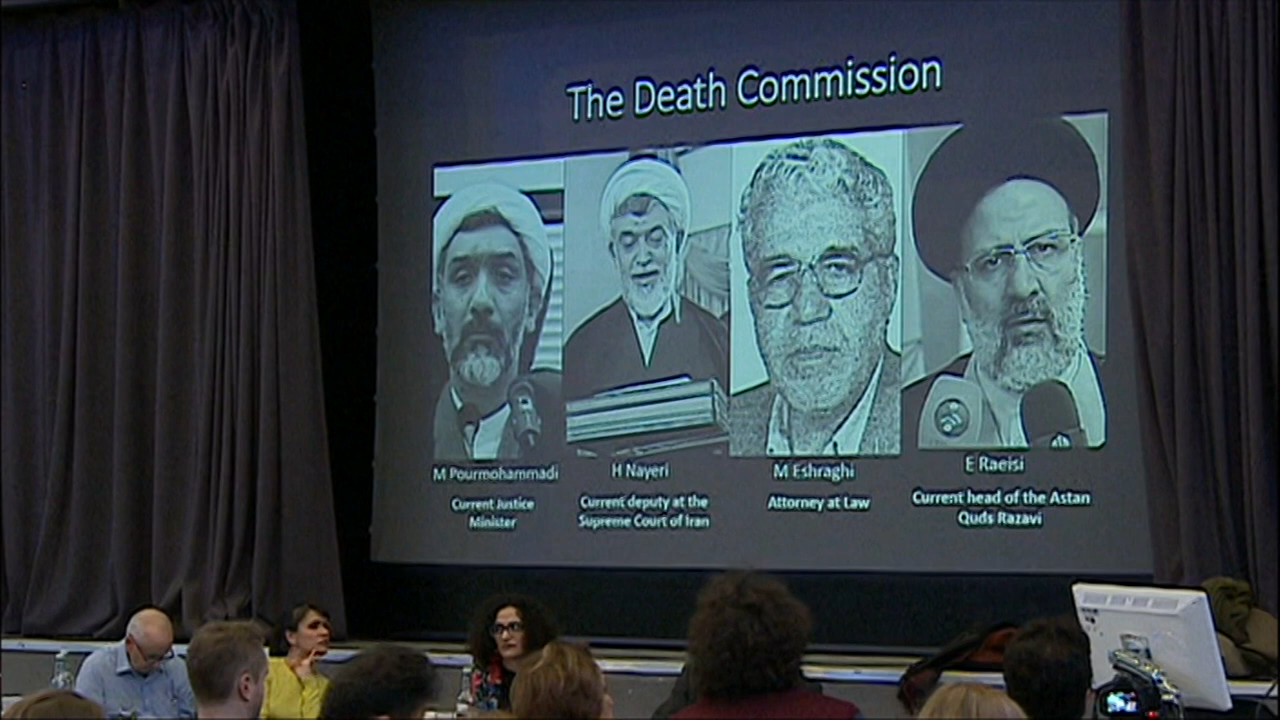 The Death Commission
M Pourmohammadi
Current Justice
Minister
H Nayeri
Current deputy at the
Supreme Court of Iran
M Eshraghi
Attorney at Law
E Raeisi
Current head of the Astan
Quds Razavi